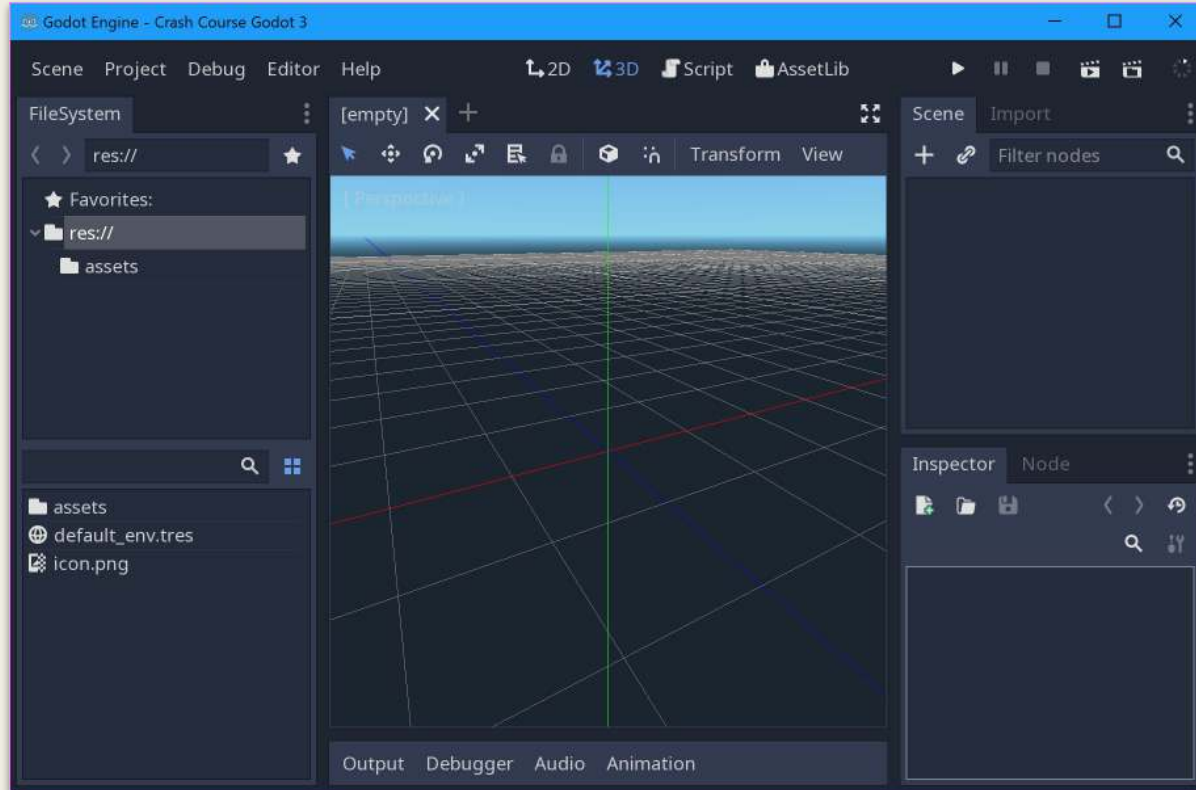 Godot Engine - Crash Course Godot 3
Scene Project Debug Editor Help 2D 3D Script AssetLib
FileSystem
res://
Favorites:
res://
assets
assets
default_env.tres
icon.png
[empty]
Transform View
[ Perspective ]
Output Debugger Audio Animation
Scene Import
Filter nodes
Inspector Node